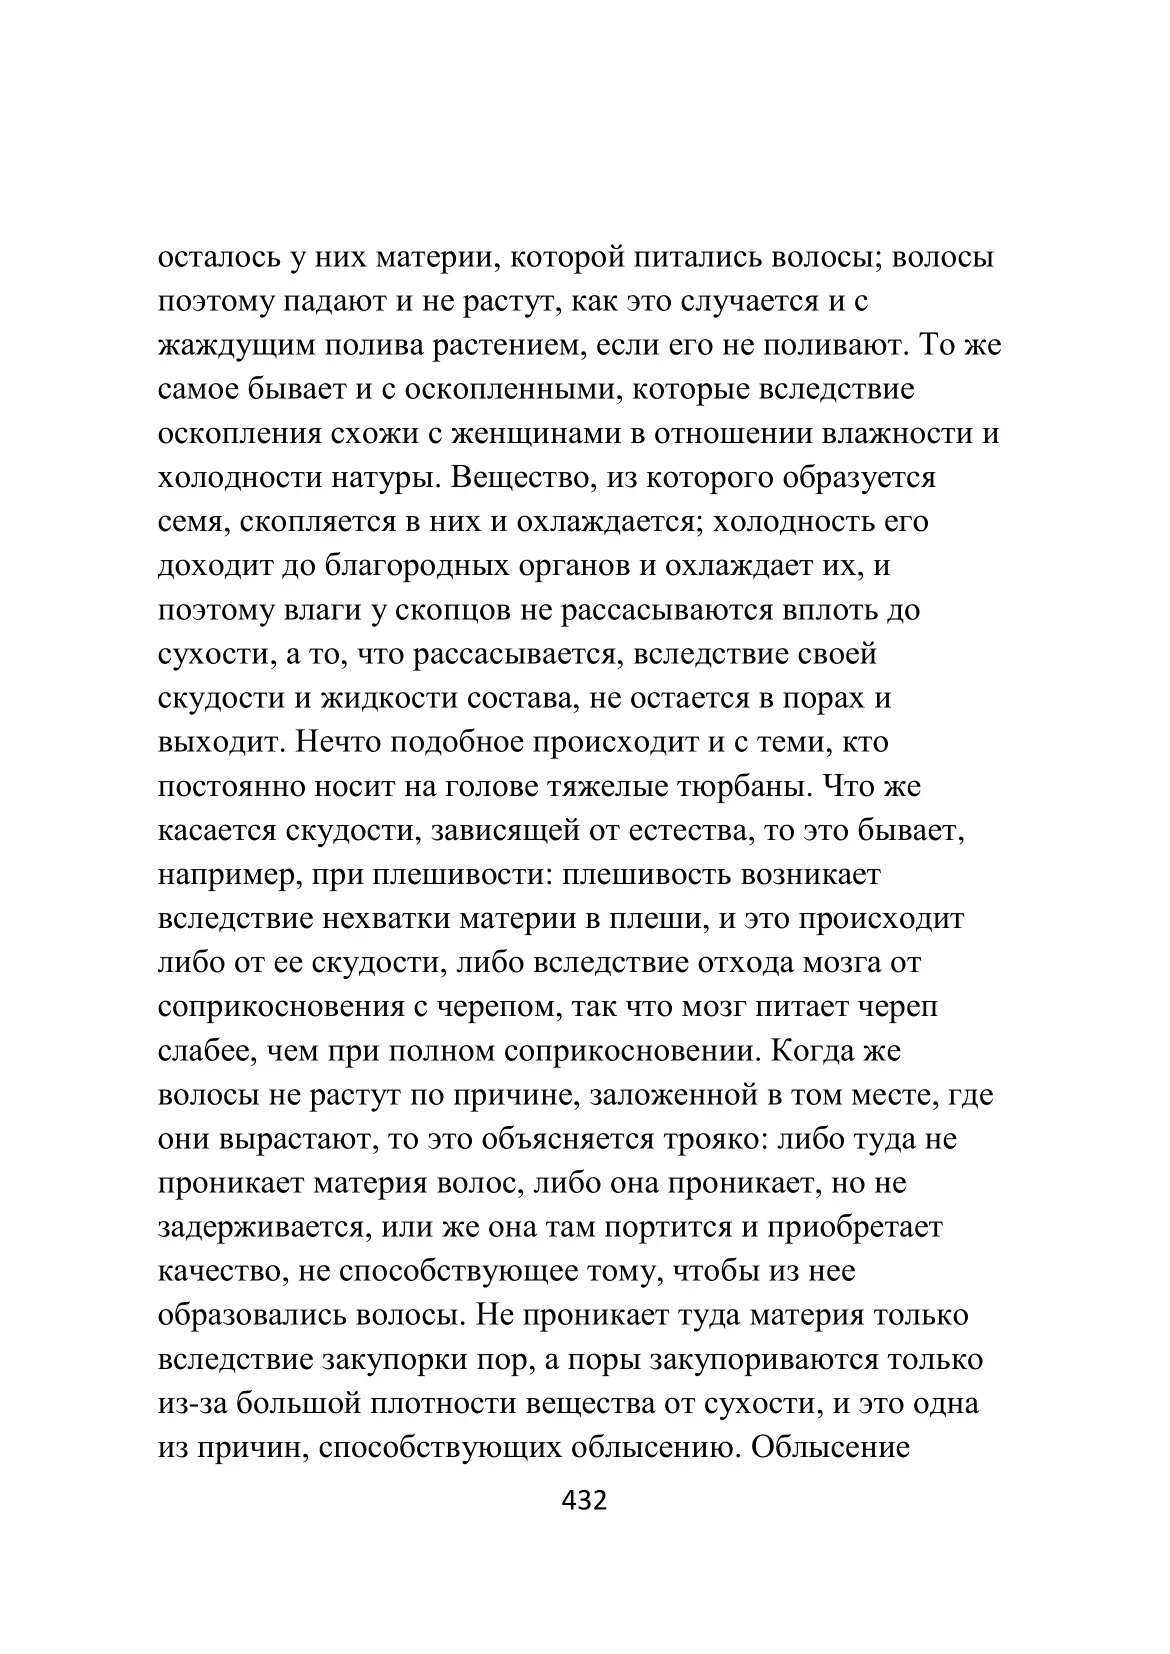 осталось у них материи, которой питались волосы; волосы
поэтому падают и не растут, как это случается и с
жаждущим полива растением, если его не поливают. То же
самое бывает и с оскопленными, которые вследствие
оскопления схожи с женщинами в отношении влажности и
холодности натуры. Вещество, из которого образуется
семя, скопляется в них и охлаждается; холодность его
доходит до благородных органов и охлаждает их, и
поэтому влаги у скопцов не рассасываются вплоть до
сухости, а то, что рассасывается, вследствие своей
скудости и жидкости состава, не остается в порах и
выходит. Нечто подобное происходит и с теми, кто
постоянно носит на голове тяжелые тюрбаны. Что же
касается скудости, зависящей от естества, то это бывает,
например, при плешивости: плешивость возникает
вследствие нехватки материи в плеши, и это происходит
либо от ее скудости, либо вследствие отхода мозга от
соприкосновения с черепом, так что мозг питает череп
слабее, чем при полном соприкосновении. Когда же
волосы не растут по причине, заложенной в том месте, где
они вырастают, то это объясняется трояко: либо туда не
проникает материя волос, либо она проникает, но не
задерживается, или же она там портится и приобретает
качество, не способствующее тому, чтобы из нее
образовались волосы. Не проникает туда материя только
вследствие закупорки пор, а поры закупориваются только
из-за большой плотности вещества от сухости, и это одна
из причин, способствующих облысению. Облысение
432